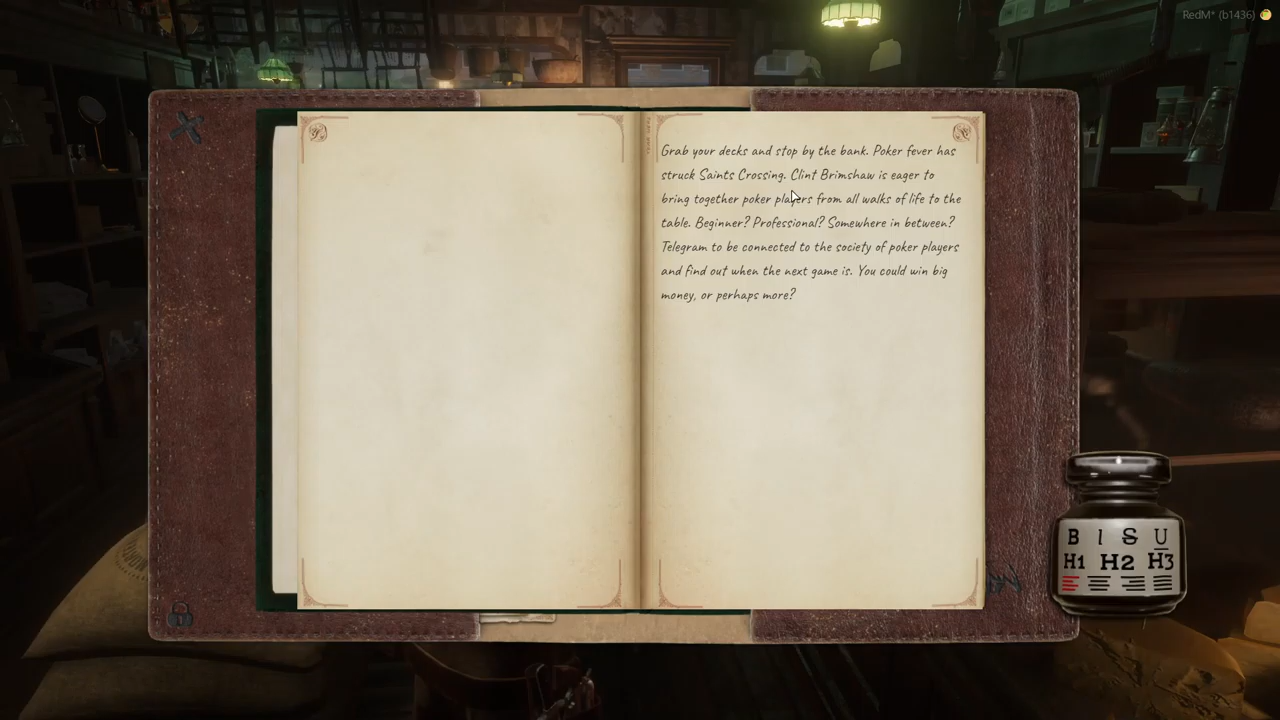 RedM* (b1436)
Grab your decks and stop by the bank. Poker fever has
struck Saints Crossing. Clint Brimshaw is eager to
bring together poker players from all walks of life to the
table. Beginner? Professional? Somewhere in between?
Telegram to be connected to the society of poker players
and find out when the next game is. You could win big
money, or perhaps more?
B I S U
H1 H2 H3